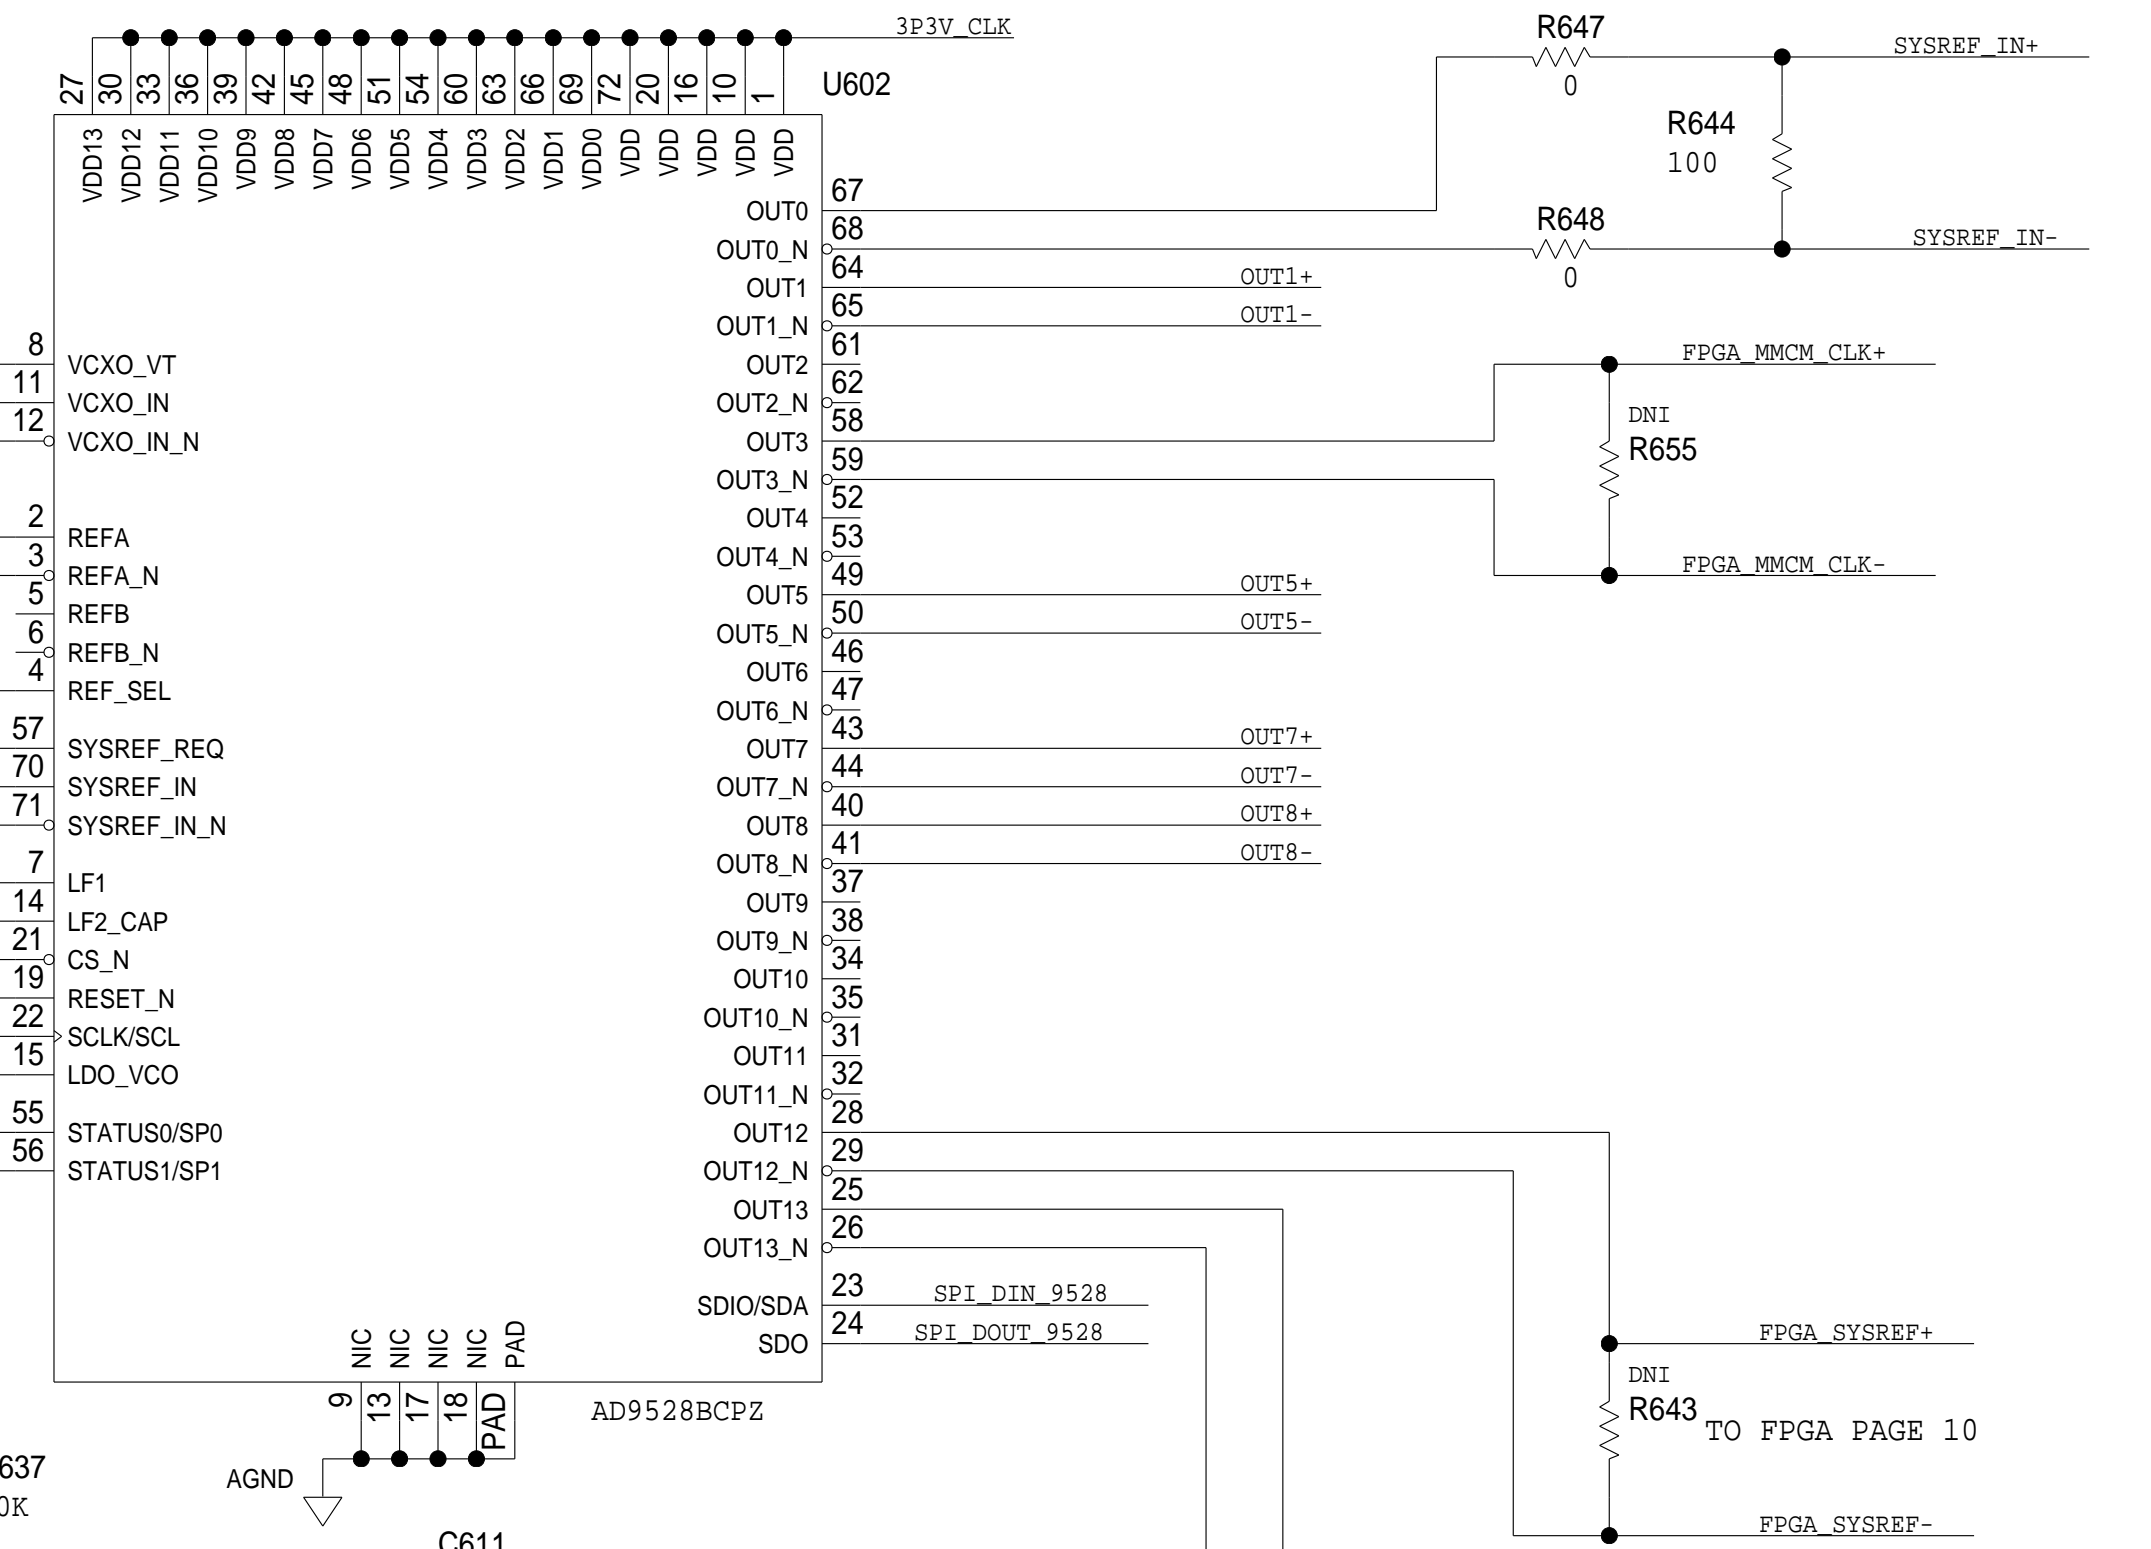 3P3V_CLK
U602
27 30 33 36 39 42 45 48 51 54 60 63 66 69 72 20 16 10 1
VDD13 VDD12 VDD11 VDD10 VDD9 VDD8 VDD7 VDD6 VDD5 VDD4 VDD3 VDD2 VDD1 VDD0 VDD VDD VDD VDD VDD
8 VCXO_VT
11 VCXO_IN
12 VCXO_IN_N
2 REFA
3 REFA_N
5 REFB
6 REFB_N
4 REF_SEL
57 SYSREF_REQ
70 SYSREF_IN
71 SYSREF_IN_N
7 LF1
14 LF2_CAP
21 CS_N
19 RESET_N
22 SCLK/SCL
15 LDO_VCO
55 STATUS0/SP0
56 STATUS1/SP1
OUT0 67
OUT0_N 68
OUT1 64 OUT1+
OUT1_N 65 OUT1-
OUT2 61
OUT2_N 62
OUT3 58
OUT3_N 59
OUT4 52
OUT4_N 53
OUT5 49 OUT5+
OUT5_N 50 OUT5-
OUT6 46
OUT6_N 47
OUT7 43 OUT7+
OUT7_N 44 OUT7-
OUT8 40 OUT8+
OUT8_N 41 OUT8-
OUT9 37
OUT9_N 38
OUT10 34
OUT10_N 35
OUT11 31
OUT11_N 32
OUT12 28
OUT12_N 29
OUT13 25
OUT13_N 26
SDIO/SDA 23 SPI_DIN_9528
SDO 24 SPI_DOUT_9528
NIC NIC NIC NIC PAD
9 13 17 18 PAD
AD9528BCPZ
AGND
637
0K
C611
R647
0
SYSREF_IN+
R644
100
R648
0
SYSREF_IN-
FPGA_MMCM_CLK+
DNI
R655
FPGA_MMCM_CLK-
FPGA_SYSREF+
DNI
R643
TO FPGA PAGE 10
FPGA_SYSREF-